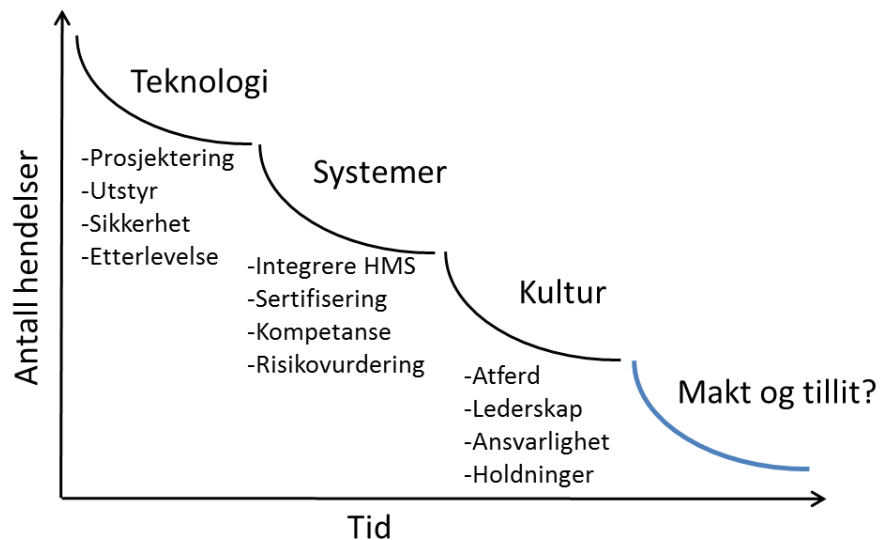 Teknologi
-Prosjektering
-Utstyr
-Sikkerhet
-Etterlevelse
Systemer
-Integrere HMS
-Sertifisering
-Kompetanse
-Risikovurdering
Kultur
-Atferd
-Lederskap
-Ansvarlighet
-Holdninger
Makt og tillit?
Antall hendelser
Tid